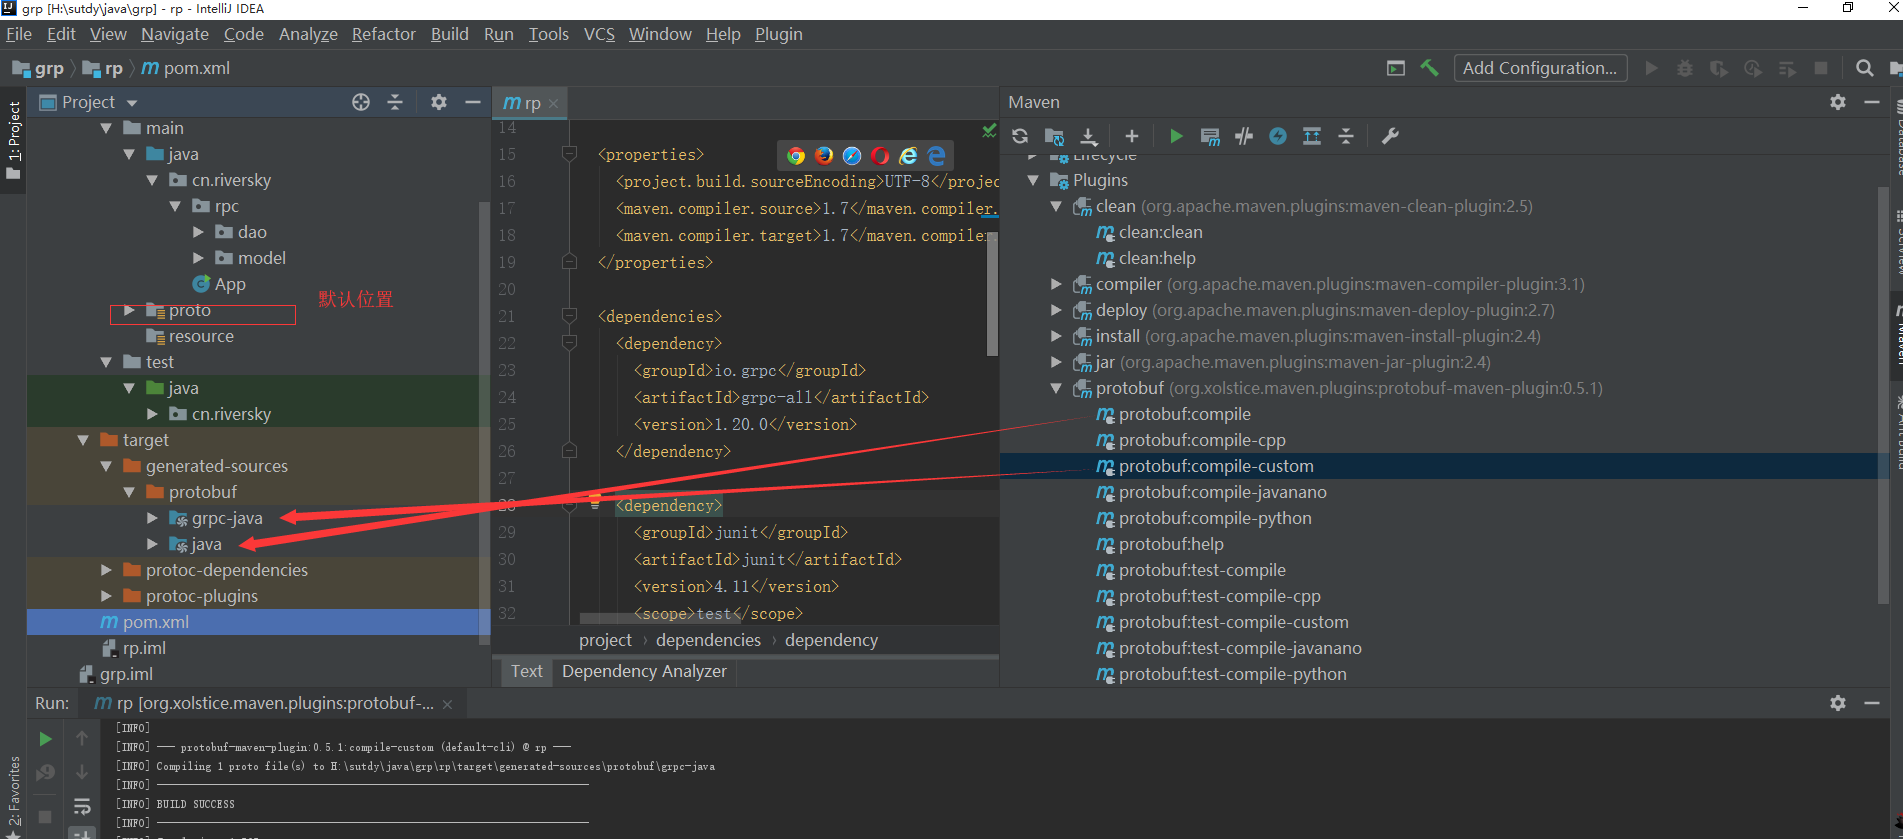 grp [H:\sutdy\java\grp] - rp - IntelliJ IDEA
File Edit View Navigate Code Analyze Refactor Build Run Tools VCS Window Help Plugin
grp rp m pom.xml
Add Configuration...
1: Project
Project
main
java
cn.riversky
rpc
dao
model
App
默认位置
proto
resource
test
java
cn.riversky
target
generated-sources
protobuf
grpc-java
java
protoc-dependencies
protoc-plugins
m pom.xml
rp.iml
grp.iml
m rp
14
15 <properties>
16 <project.build.sourceEncoding>UTF-8</projec
17 <maven.compiler.source>1.7</maven.compiler.
18 <maven.compiler.target>1.7</maven.compiler
19 </properties>
20
21 <dependencies>
22 <dependency>
23 <groupId>io.grpc</groupId>
24 <artifactId>grpc-all</artifactId>
25 <version>1.20.0</version>
26 </dependency>
27
28 <dependency>
29 <groupId>junit</groupId>
30 <artifactId>junit</artifactId>
31 <version>4.11</version>
32 <scope>test</scope>
project › dependencies › dependency
Text Dependency Analyzer
Maven
Lifecycle
Plugins
clean (org.apache.maven.plugins:maven-clean-plugin:2.5)
clean:clean
clean:help
compiler (org.apache.maven.plugins:maven-compiler-plugin:3.1)
deploy (org.apache.maven.plugins:maven-deploy-plugin:2.7)
install (org.apache.maven.plugins:maven-install-plugin:2.4)
jar (org.apache.maven.plugins:maven-jar-plugin:2.4)
protobuf (org.xolstice.maven.plugins:protobuf-maven-plugin:0.5.1)
protobuf:compile
protobuf:compile-cpp
protobuf:compile-custom
protobuf:compile-javanano
protobuf:compile-python
protobuf:help
protobuf:test-compile
protobuf:test-compile-cpp
protobuf:test-compile-custom
protobuf:test-compile-javanano
protobuf:test-compile-python
Run: m rp [org.xolstice.maven.plugins:protobuf-...
[INFO]
[INFO] --- protobuf-maven-plugin:0.5.1:compile-custom (default-cli) @ rp ---
[INFO] Compiling 1 proto file(s) to H:\sutdy\java\grp\rp\target\generated-sources\protobuf\grpc-java
[INFO] ------------------------------------------------------------------------
[INFO] BUILD SUCCESS
[INFO] ------------------------------------------------------------------------
[INFO]
2: Favorites